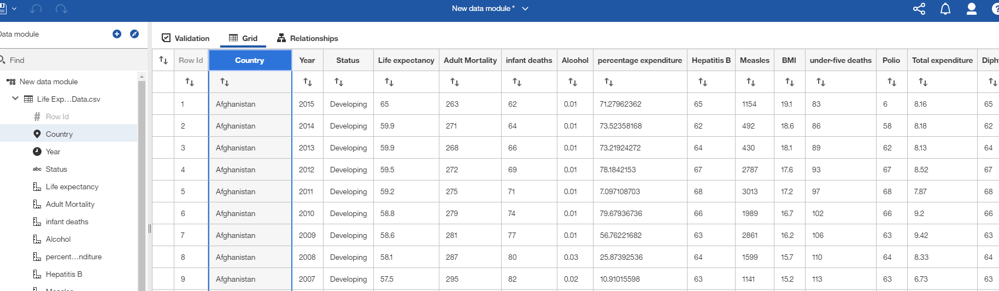 New data module *
Data module
Validation Grid Relationships
Find
Row Id Country Year Status Life expectancy Adult Mortality infant deaths Alcohol percentage expenditure Hepatitis B Measles BMI under-five deaths Polio Total expenditure Diph
New data module
Life Exp...Data.csv
Row Id
Country
Year
abc Status
Life expectancy
Adult Mortality
infant deaths
Alcohol
percent...nditure
Hepatitis B
Measles
1 Afghanistan 2015 Developing 65 263 62 0.01 71.27962362 65 1154 19.1 83 6 8.16 65
2 Afghanistan 2014 Developing 59.9 271 64 0.01 73.52358168 62 492 18.6 86 58 8.18 62
3 Afghanistan 2013 Developing 59.9 268 66 0.01 73.21924272 64 430 18.1 89 62 8.13 64
4 Afghanistan 2012 Developing 59.5 272 69 0.01 78.1842153 67 2787 17.6 93 67 8.52 67
5 Afghanistan 2011 Developing 59.2 275 71 0.01 7.097108703 68 3013 17.2 97 68 7.87 68
6 Afghanistan 2010 Developing 58.8 279 74 0.01 79.67936736 66 1989 16.7 102 66 9.2 66
7 Afghanistan 2009 Developing 58.6 281 77 0.01 56.76221682 63 2861 16.2 106 63 9.42 63
8 Afghanistan 2008 Developing 58.1 287 80 0.03 25.87392536 64 1599 15.7 110 64 8.33 64
9 Afghanistan 2007 Developing 57.5 295 82 0.02 10.91015598 63 1141 15.2 113 63 6.73 63